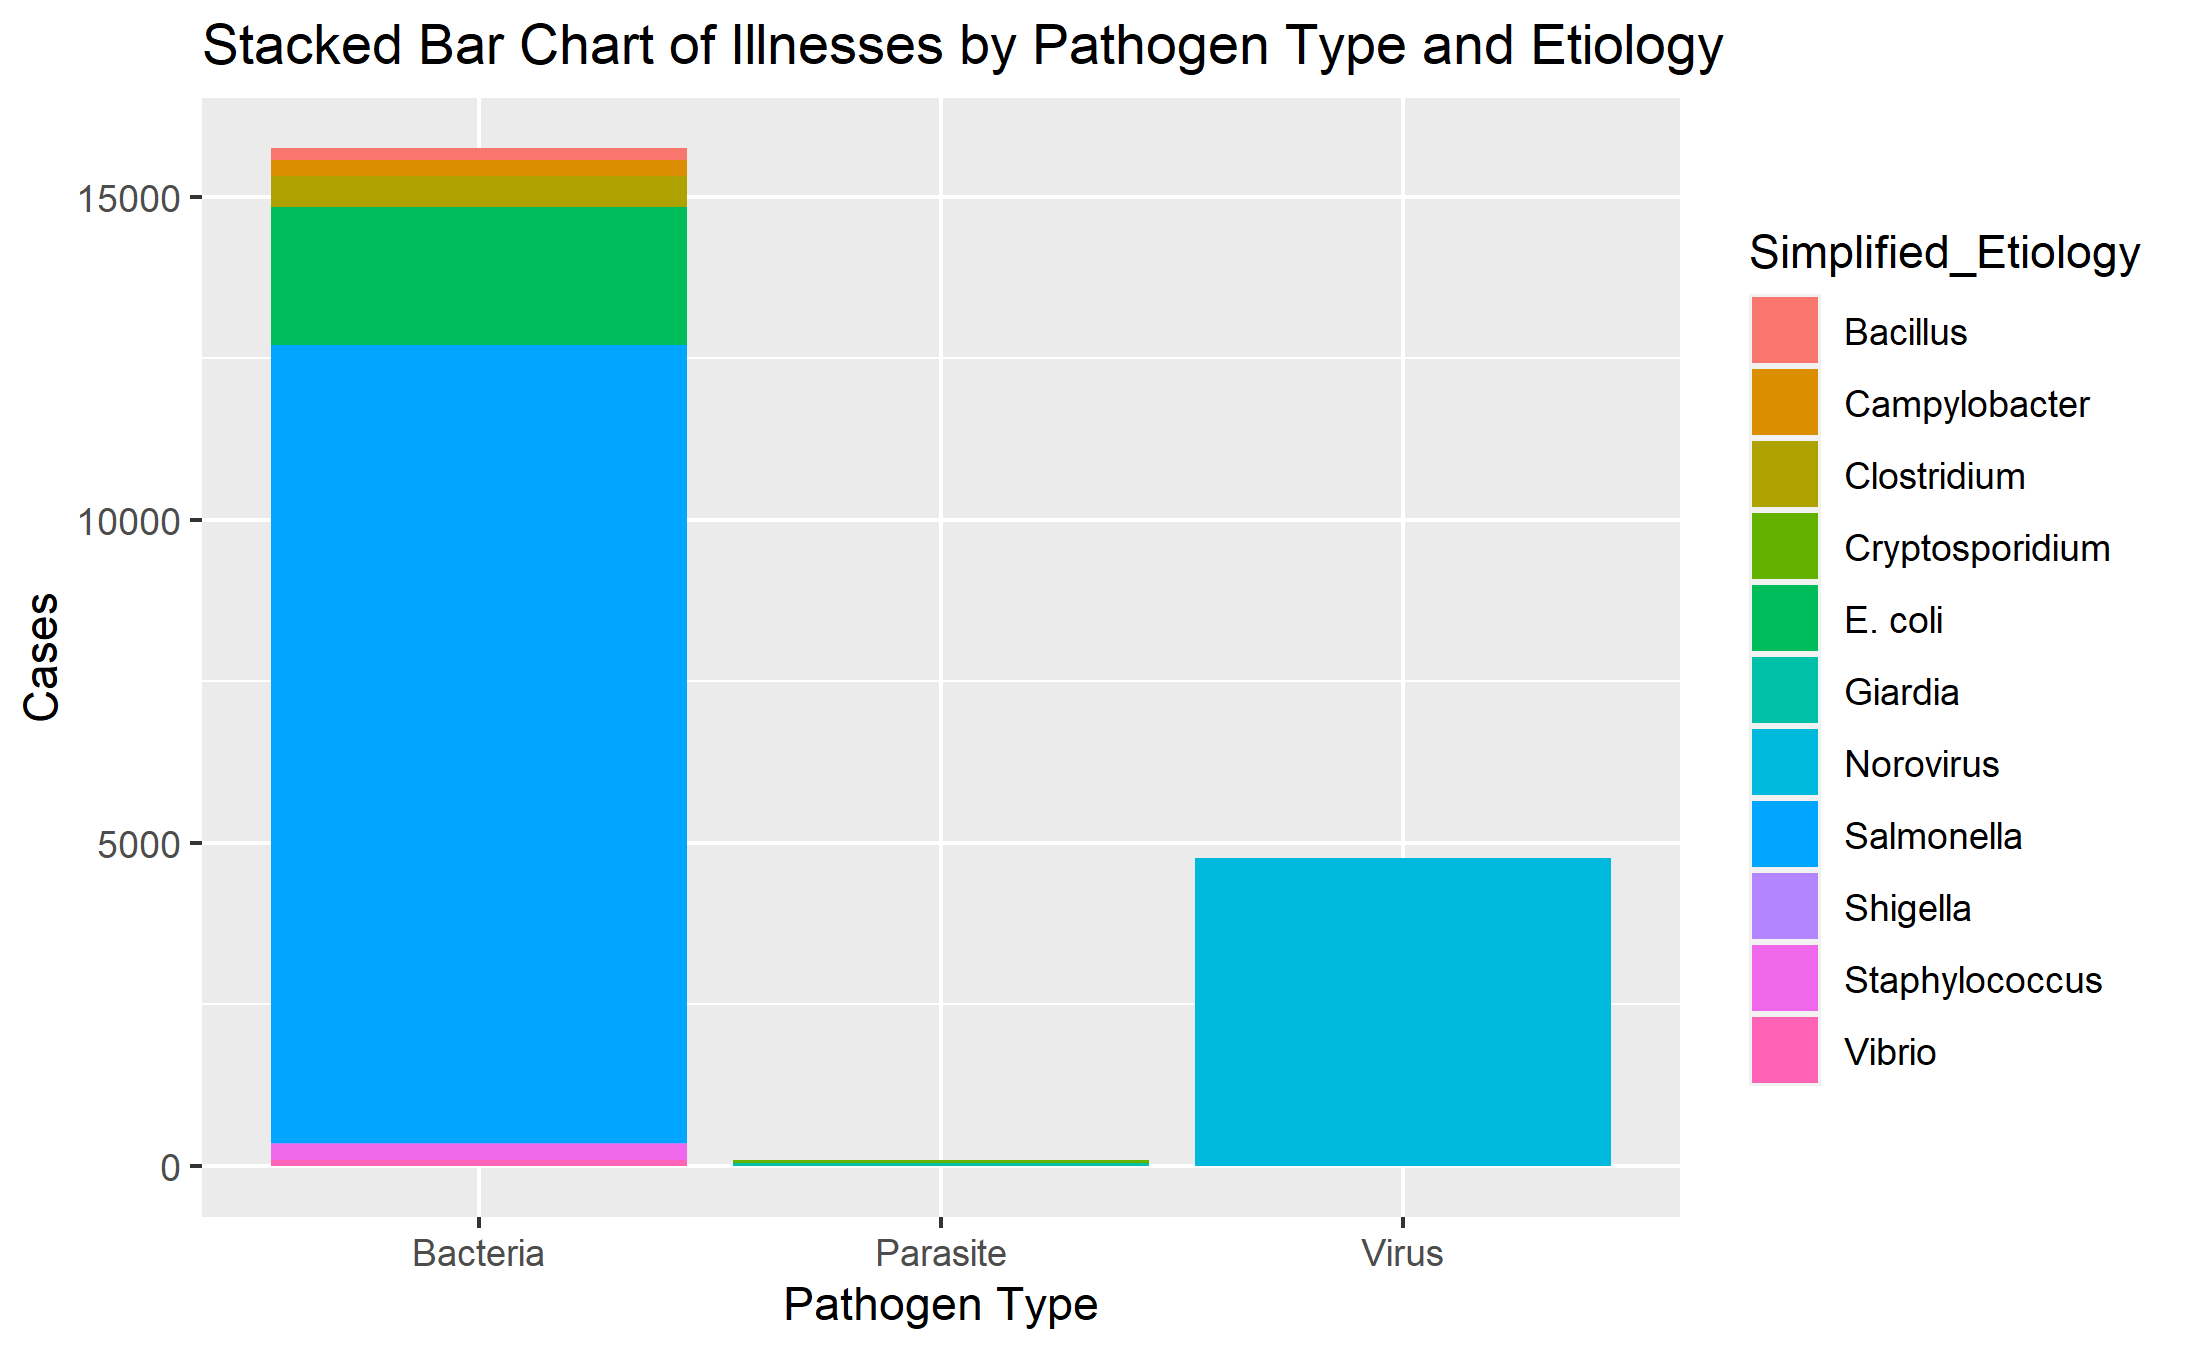 Stacked Bar Chart of Illnesses by Pathogen Type and Etiology
Cases
15000
10000
5000
0
Bacteria
Parasite
Virus
Pathogen Type
Simplified_Etiology
Bacillus
Campylobacter
Clostridium
Cryptosporidium
E. coli
Giardia
Norovirus
Salmonella
Shigella
Staphylococcus
Vibrio